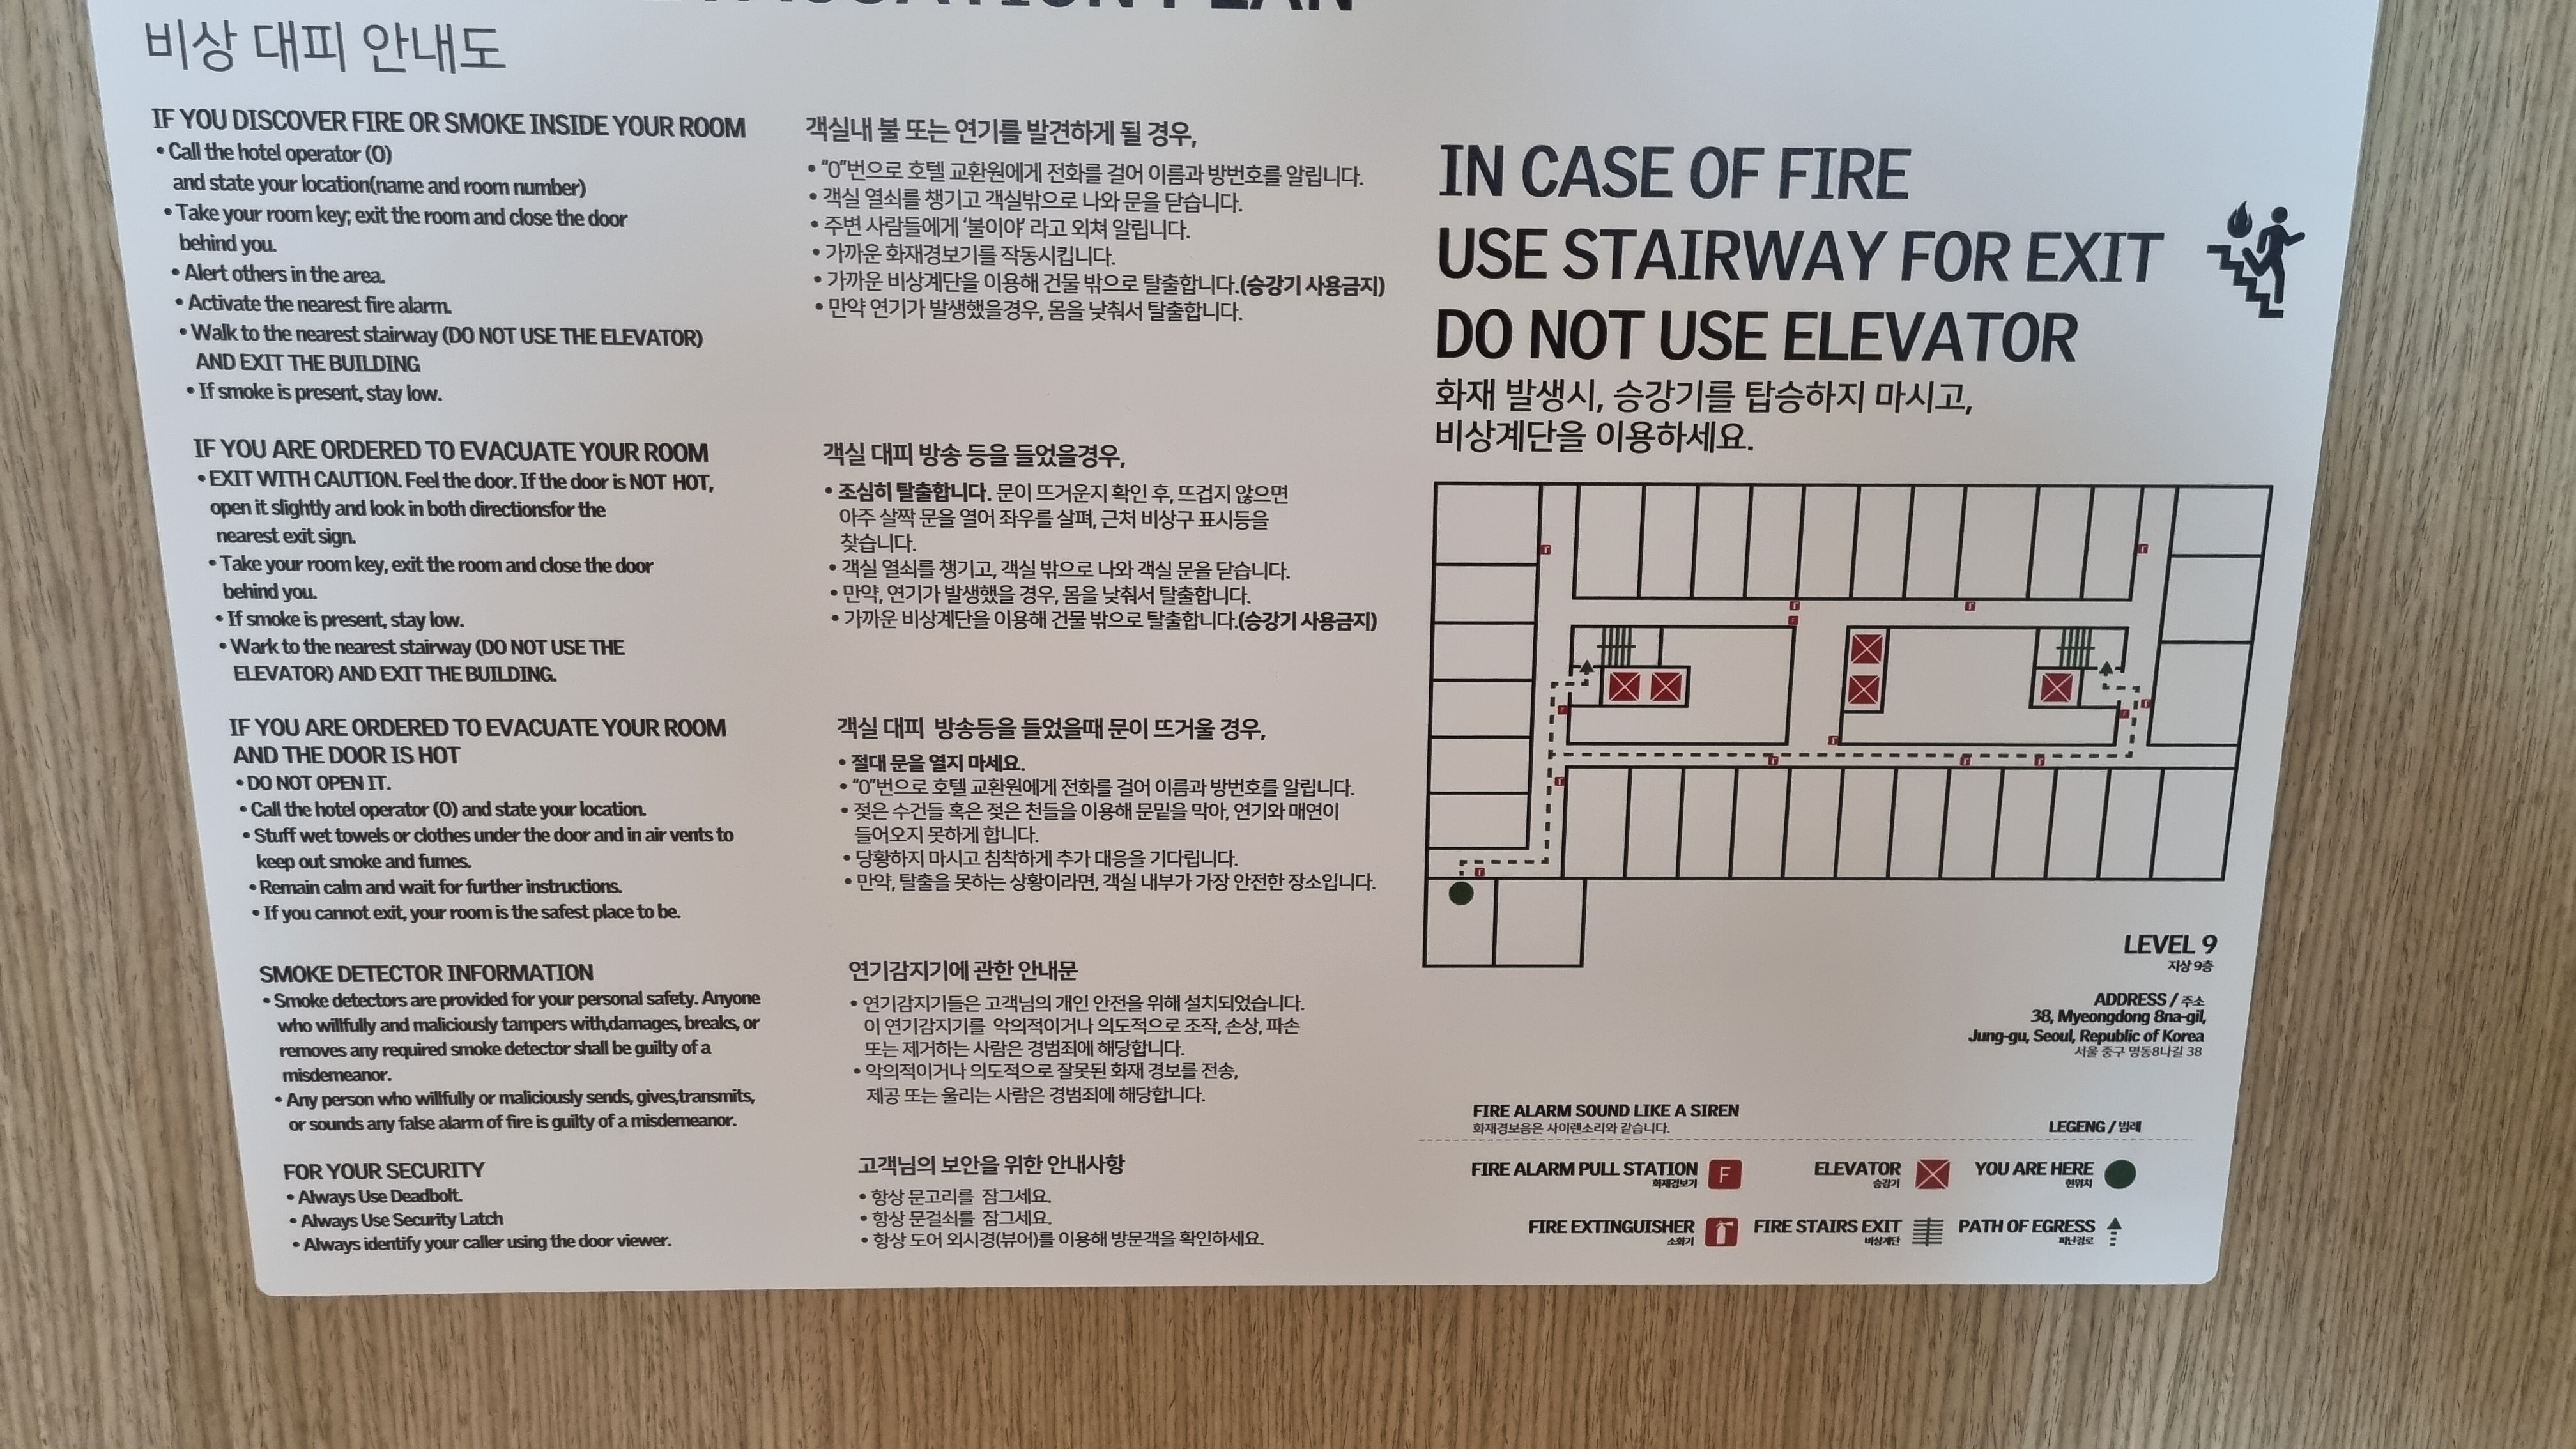 EVACUATION PLAN
비상 대피 안내도
IF YOU DISCOVER FIRE OR SMOKE INSIDE YOUR ROOM
• Call the hotel operator (O)
and state your location(name and room number)
• Take your room key; exit the room and close the door
behind you.
• Alert others in the area.
• Activate the nearest fire alarm.
• Walk to the nearest stairway (DO NOT USE THE ELEVATOR)
AND EXIT THE BUILDING
• If smoke is present, stay low.
IF YOU ARE ORDERED TO EVACUATE YOUR ROOM
• EXIT WITH CAUTION. Feel the door. If the door is NOT HOT,
open it slightly and look in both directionsfor the
nearest exit sign.
• Take your room key, exit the room and close the door
behind you.
• If smoke is present, stay low.
• Wark to the nearest stairway (DO NOT USE THE
ELEVATOR) AND EXIT THE BUILDING.
IF YOU ARE ORDERED TO EVACUATE YOUR ROOM
AND THE DOOR IS HOT
• DO NOT OPEN IT.
• Call the hotel operator (O) and state your location.
• Stuff wet towels or clothes under the door and in air vents to
keep out smoke and fumes.
• Remain calm and wait for further instructions.
• If you cannot exit, your room is the safest place to be.
SMOKE DETECTOR INFORMATION
• Smoke detectors are provided for your personal safety. Anyone
who willfully and maliciously tampers with,damages, breaks, or
removes any required smoke detector shall be guilty of a
misdemeanor.
• Any person who willfully or maliciously sends, gives,transmits,
or sounds any false alarm of fire is guilty of a misdemeanor.
FOR YOUR SECURITY
• Always Use Deadbolt.
• Always Use Security Latch
• Always identify your caller using the door viewer.
객실내 불 또는 연기를 발견하게 될 경우,
• "0"번으로 호텔 교환원에게 전화를 걸어 이름과 방번호를 알립니다.
• 객실 열쇠를 챙기고 객실밖으로 나와 문을 닫습니다.
• 주변 사람들에게 '불이야' 라고 외쳐 알립니다.
• 가까운 화재경보기를 작동시킵니다.
• 가까운 비상계단을 이용해 건물 밖으로 탈출합니다.(승강기 사용금지)
• 만약 연기가 발생했을경우, 몸을 낮춰서 탈출합니다.
객실 대피 방송 등을 들었을경우,
• 조심히 탈출합니다. 문이 뜨거운지 확인 후, 뜨겁지 않으면
아주 살짝 문을 열어 좌우를 살펴, 근처 비상구 표시등을
찾습니다.
• 객실 열쇠를 챙기고, 객실 밖으로 나와 객실 문을 닫습니다.
• 만약, 연기가 발생했을 경우, 몸을 낮춰서 탈출합니다.
• 가까운 비상계단을 이용해 건물 밖으로 탈출합니다.(승강기 사용금지)
객실 대피 방송등을 들었을때 문이 뜨거울 경우,
• 절대 문을 열지 마세요.
• "0"번으로 호텔 교환원에게 전화를 걸어 이름과 방번호를 알립니다.
• 젖은 수건들 혹은 젖은 천들을 이용해 문밑을 막아, 연기와 매연이
들어오지 못하게 합니다.
• 당황하지 마시고 침착하게 추가 대응을 기다립니다.
• 만약, 탈출을 못하는 상황이라면, 객실 내부가 가장 안전한 장소입니다.
연기감지기에 관한 안내문
• 연기감지기들은 고객님의 개인 안전을 위해 설치되었습니다.
이 연기감지기를 악의적이거나 의도적으로 조작, 손상, 파손
또는 제거하는 사람은 경범죄에 해당합니다.
• 악의적이거나 의도적으로 잘못된 화재 경보를 전송,
제공 또는 울리는 사람은 경범죄에 해당합니다.
고객님의 보안을 위한 안내사항
• 항상 문고리를 잠그세요.
• 항상 문걸쇠를 잠그세요.
• 항상 도어 외시경(뷰어)를 이용해 방문객을 확인하세요.
IN CASE OF FIRE
USE STAIRWAY FOR EXIT
DO NOT USE ELEVATOR
화재 발생시, 승강기를 탑승하지 마시고,
비상계단을 이용하세요.
LEVEL 9
지상 9층
ADDRESS / 주소
38, Myeongdong 8na-gil,
Jung-gu, Seoul, Republic of Korea
서울 중구 명동8나길 38
FIRE ALARM SOUND LIKE A SIREN
화재경보음은 사이렌소리와 같습니다.
LEGENG / 범례
FIRE ALARM PULL STATION F ELEVATOR YOU ARE HERE
화재경보기 승강기 현위치
FIRE EXTINGUISHER FIRE STAIRS EXIT PATH OF EGRESS
소화기 비상계단 피난경로